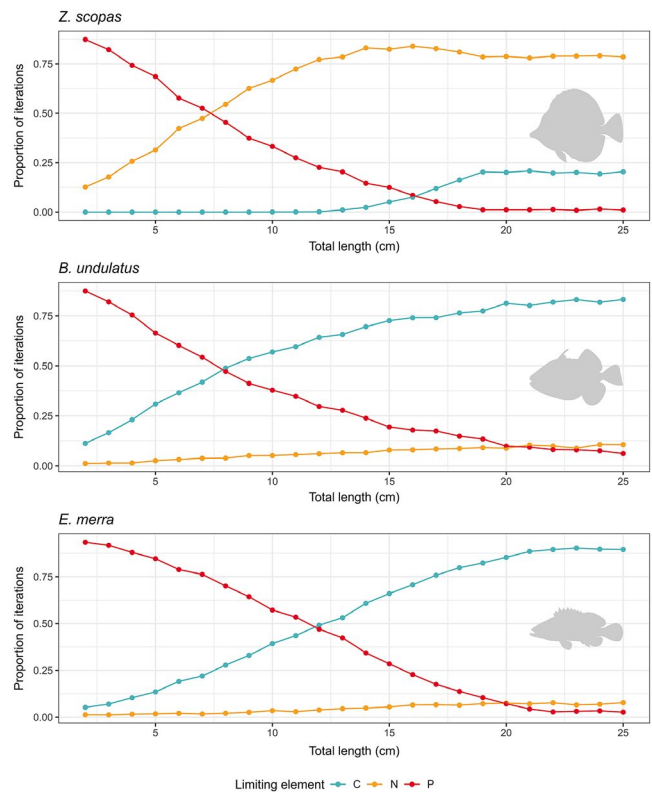 Z. scopas
Proportion of iterations
0.75
0.50
0.25
0.00
5 10 15 20 25
Total length (cm)
B. undulatus
Proportion of iterations
0.75
0.50
0.25
0.00
5 10 15 20 25
Total length (cm)
E. merra
Proportion of iterations
0.75
0.50
0.25
0.00
5 10 15 20 25
Total length (cm)
Limiting element C N P